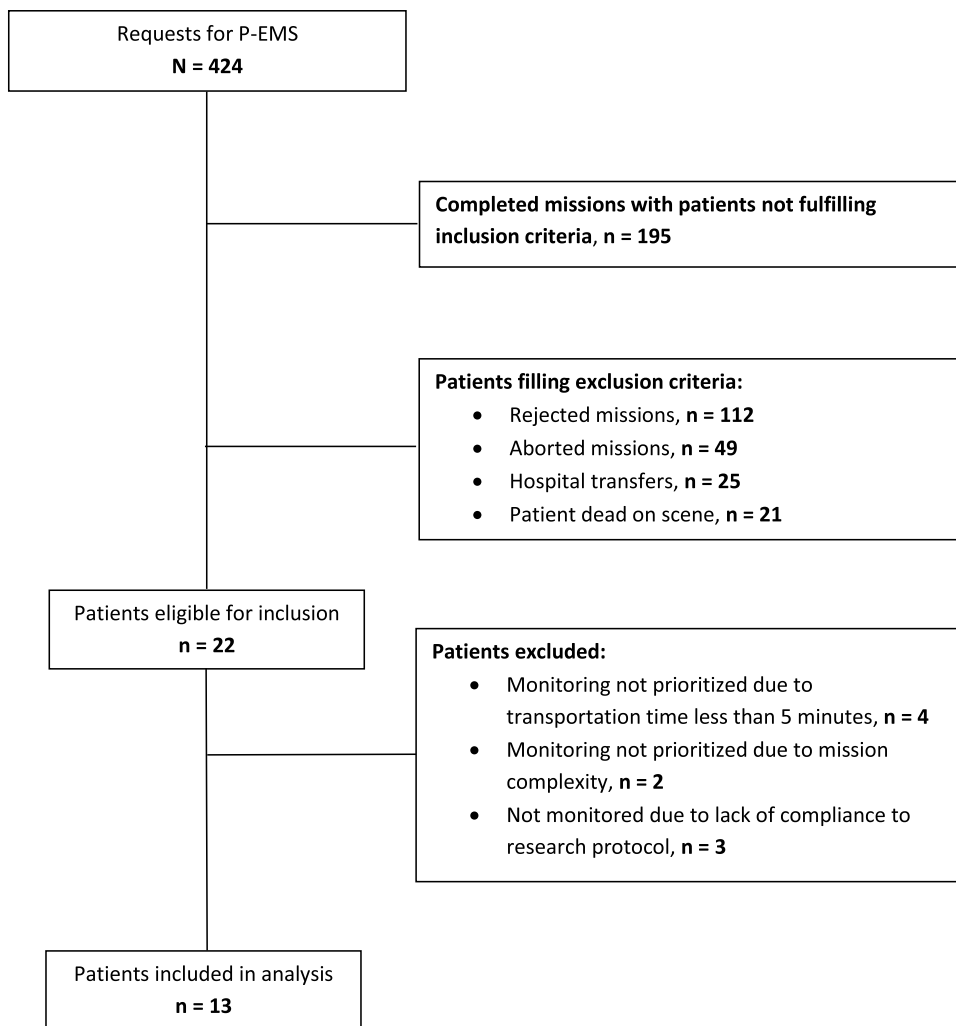 Requests for P-EMS
N = 424
Completed missions with patients not fulfilling
inclusion criteria, n = 195
Patients filling exclusion criteria:
• Rejected missions, n = 112
• Aborted missions, n = 49
• Hospital transfers, n = 25
• Patient dead on scene, n = 21
Patients eligible for inclusion
n = 22
Patients excluded:
• Monitoring not prioritized due to
transportation time less than 5 minutes, n = 4
• Monitoring not prioritized due to mission
complexity, n = 2
• Not monitored due to lack of compliance to
research protocol, n = 3
Patients included in analysis
n = 13